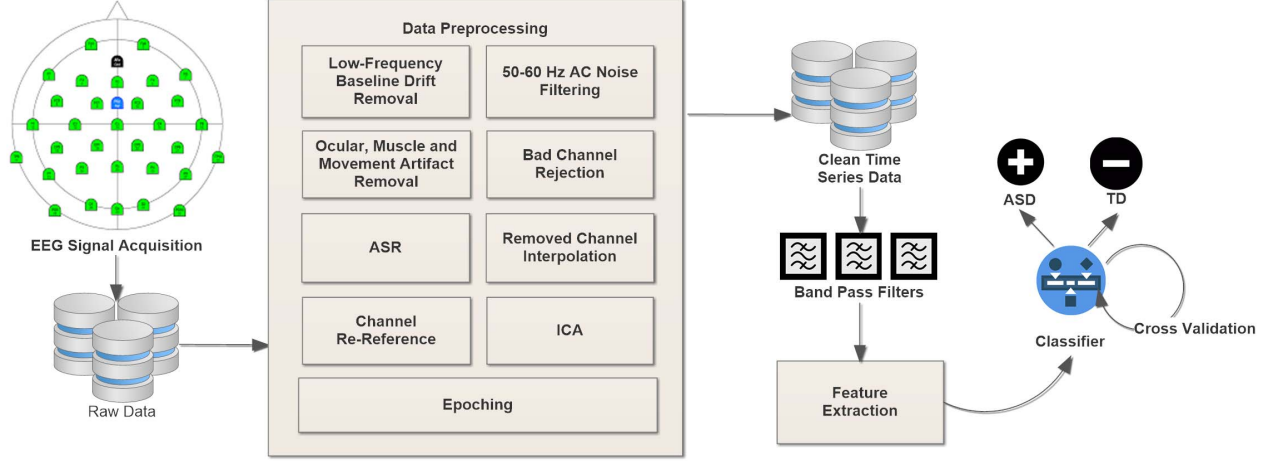 EEG Signal Acquisition
Raw Data
Data Preprocessing
Low-Frequency
Baseline Drift
Removal
50-60 Hz AC Noise
Filtering
Ocular, Muscle and
Movement Artifact
Removal
Bad Channel
Rejection
ASR
Removed Channel
Interpolation
Channel
Re-Reference
ICA
Epoching
Clean Time
Series Data
Band Pass Filters
Feature
Extraction
ASD
TD
Classifier
Cross Validation